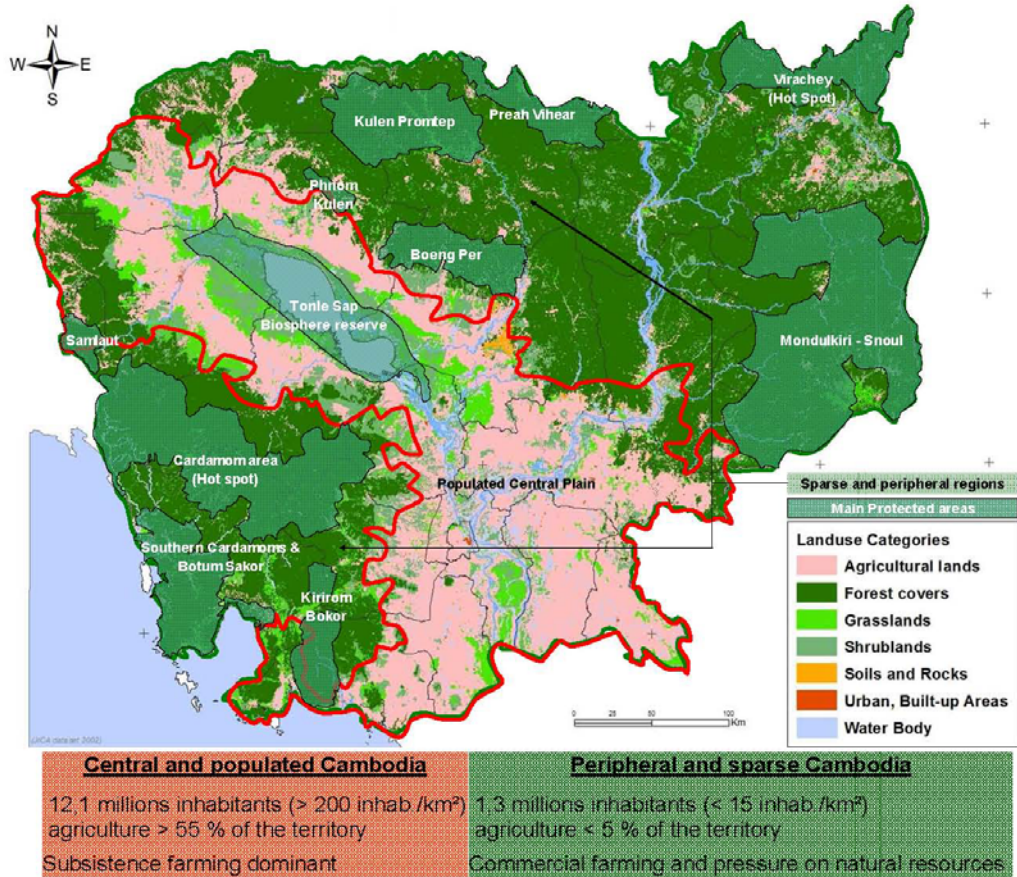 N
W E
S
Virachey
(Hot Spot)
Kulen Promtep
Preah Vihear
Phnom
Kulen
Boeng Per
Tonle Sap
Biosphere reserve
Samlaut
Mondulkiri - Snoul
Cardamom area
(Hot spot)
Populated Central Plain
Southern Cardamoms &
Botum Sakor
Kirirom
Bokor
Sparse and peripheral regions
Main Protected areas
Landuse Categories
Agricultural lands
Forest covers
Grasslands
Shrublands
Soils and Rocks
Urban, Built-up Areas
Water Body
0 25 50 100
Km
(JICA data set 2002)
Central and populated Cambodia
12,1 millions inhabitants (> 200 inhab./km²)
agriculture > 55 % of the territory
Subsistence farming dominant
Peripheral and sparse Cambodia
1,3 millions inhabitants (< 15 inhab./km²)
agriculture < 5 % of the territory
Commercial farming and pressure on natural resources